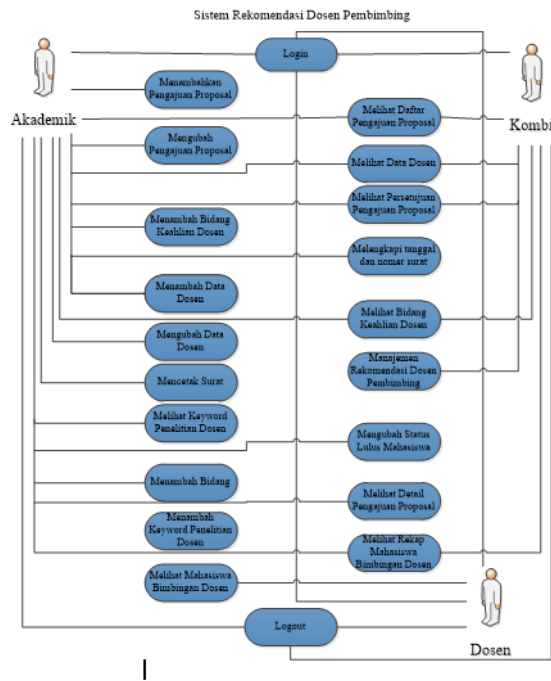 Sistem Rekomendasi Dosen Pembimbing
Login
Akademik
Kombi
Menambahkan
Pengajuan Proposal
Melihat Daftar
Pengajuan Proposal
Mengubah
Pengajuan Proposal
Melihat Data Dosen
Melihat Persetujuan
Pengajuan Proposal
Menambah Bidang
Keahlian Dosen
Melengkapi tanggal
dan nomer surat
Menambah Data
Dosen
Melihat Bidang
Keahlian Dosen
Mengubah Data
Dosen
Manajemen
Rekomendasi Dosen
Pembimbing
Mencetak Surat
Melihat Keyword
Penelitian Dosen
Mengubah Status
Lulus Mahasiswa
Menambah Bidang
Melihat Detail
Pengajuan Proposal
Menambah
Keyword Penelitian
Dosen
Melihat Rekap
Mahasiswa
Bimbingan Dosen
Melihat Mahasiswa
Bimbingan Dosen
Logout
Dosen